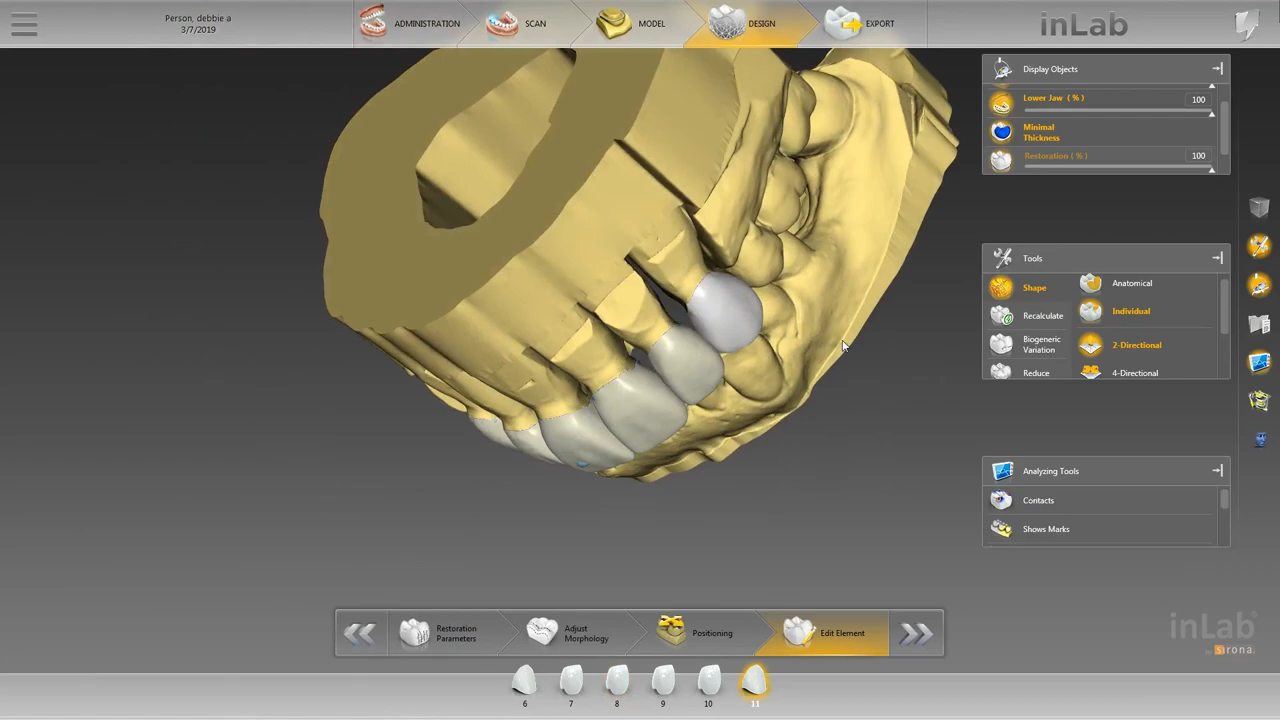 Person, debbie a
3/7/2019
ADMINISTRATION
SCAN
MODEL
DESIGN
EXPORT
inLab
Display Objects
Lower Jaw ( % )
100
Minimal
Thickness
Restoration ( % )
100
Tools
Shape
Anatomical
Recalculate
Individual
Biogeneric
Variation
2-Directional
Reduce
4-Directional
Analyzing Tools
Contacts
Shows Marks
Restoration
Parameters
Adjust
Morphology
Positioning
Edit Element
inLab
by sirona.
6
7
8
9
10
11